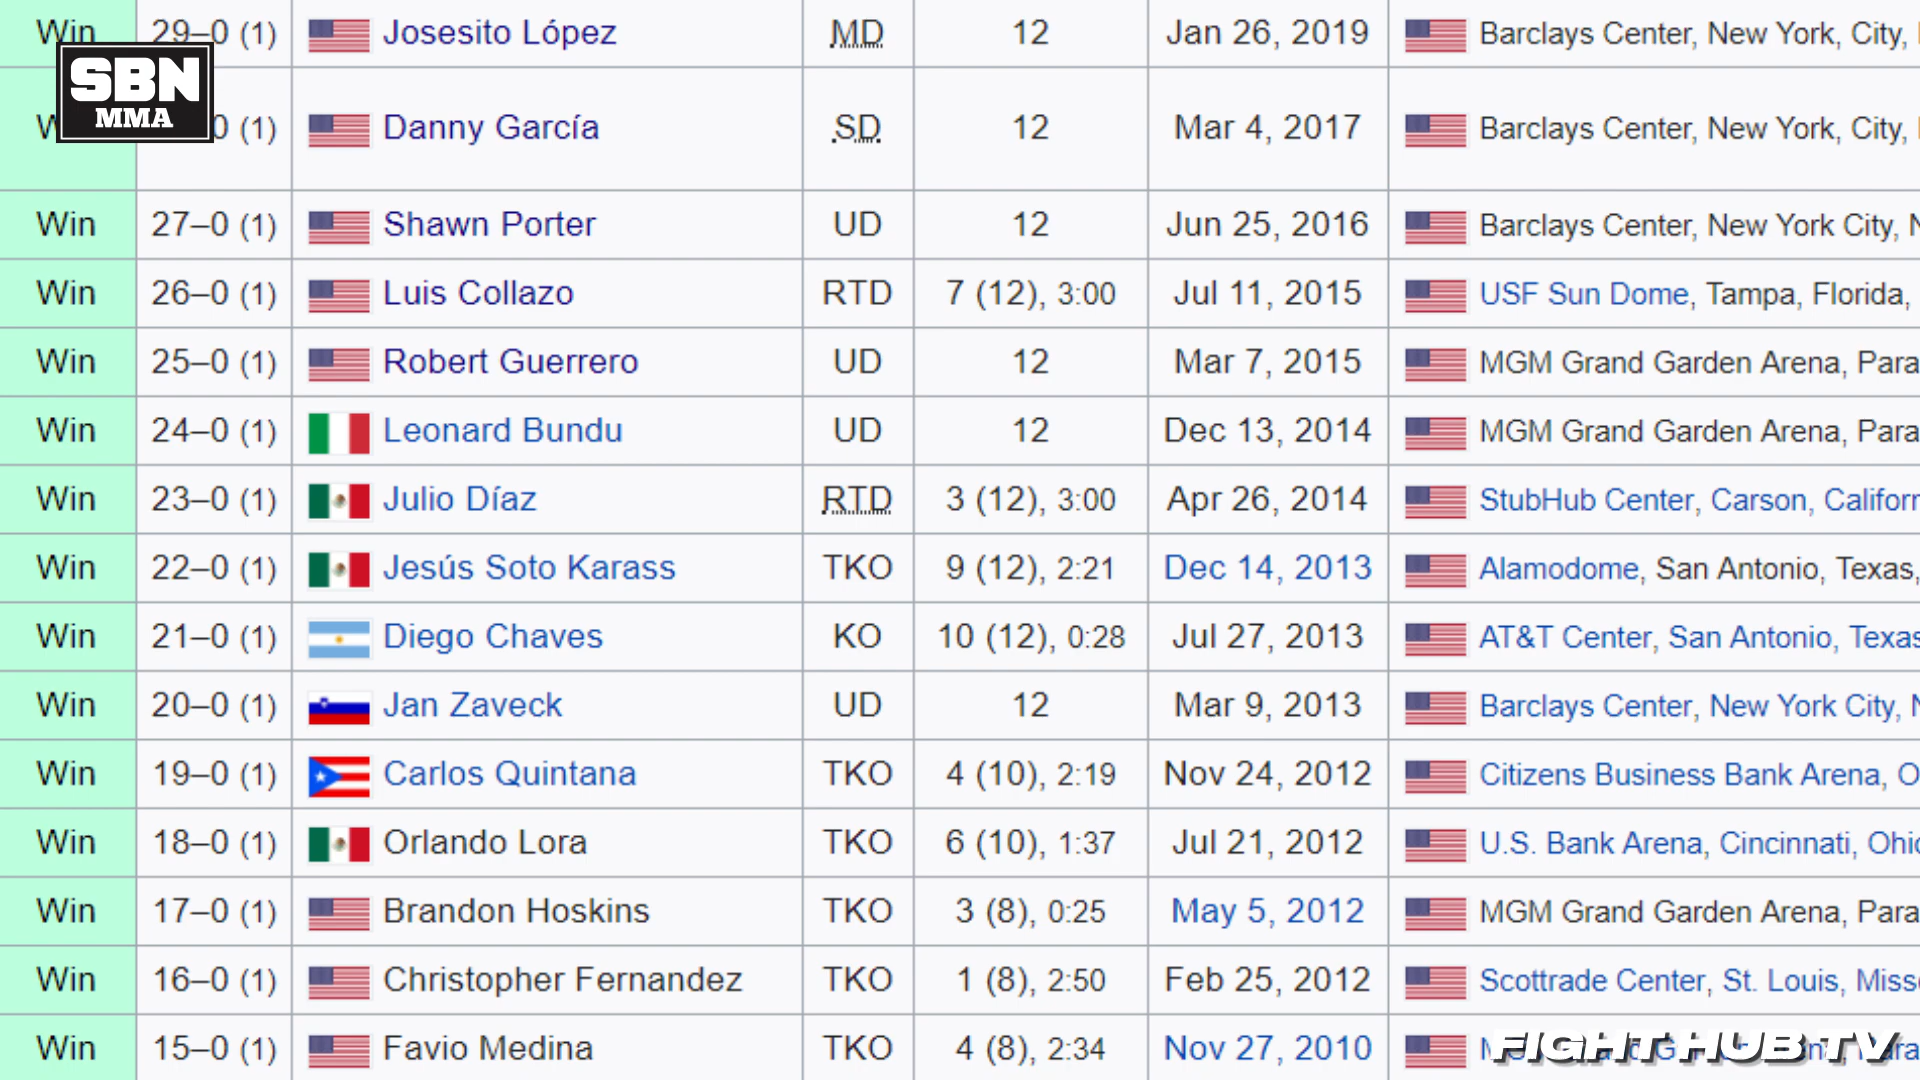 Win 29–0 (1) Josesito López MD 12 Jan 26, 2019 Barclays Center, New York, City,
SBN
MMA
0 (1) Danny García SD 12 Mar 4, 2017 Barclays Center, New York, City,
Win 27–0 (1) Shawn Porter UD 12 Jun 25, 2016 Barclays Center, New York City,
Win 26–0 (1) Luis Collazo RTD 7 (12), 3:00 Jul 11, 2015 USF Sun Dome, Tampa, Florida,
Win 25–0 (1) Robert Guerrero UD 12 Mar 7, 2015 MGM Grand Garden Arena, Para
Win 24–0 (1) Leonard Bundu UD 12 Dec 13, 2014 MGM Grand Garden Arena, Para
Win 23–0 (1) Julio Díaz RTD 3 (12), 3:00 Apr 26, 2014 StubHub Center, Carson, Califor
Win 22–0 (1) Jesús Soto Karass TKO 9 (12), 2:21 Dec 14, 2013 Alamodome, San Antonio, Texas,
Win 21–0 (1) Diego Chaves KO 10 (12), 0:28 Jul 27, 2013 AT&T Center, San Antonio, Texas
Win 20–0 (1) Jan Zaveck UD 12 Mar 9, 2013 Barclays Center, New York City,
Win 19–0 (1) Carlos Quintana TKO 4 (10), 2:19 Nov 24, 2012 Citizens Business Bank Arena, O
Win 18–0 (1) Orlando Lora TKO 6 (10), 1:37 Jul 21, 2012 U.S. Bank Arena, Cincinnati, Ohio
Win 17–0 (1) Brandon Hoskins TKO 3 (8), 0:25 May 5, 2012 MGM Grand Garden Arena, Para
Win 16–0 (1) Christopher Fernandez TKO 1 (8), 2:50 Feb 25, 2012 Scottrade Center, St. Louis, Miss
Win 15–0 (1) Favio Medina TKO 4 (8), 2:34 Nov 27, 2010
FIGHT HUB TV